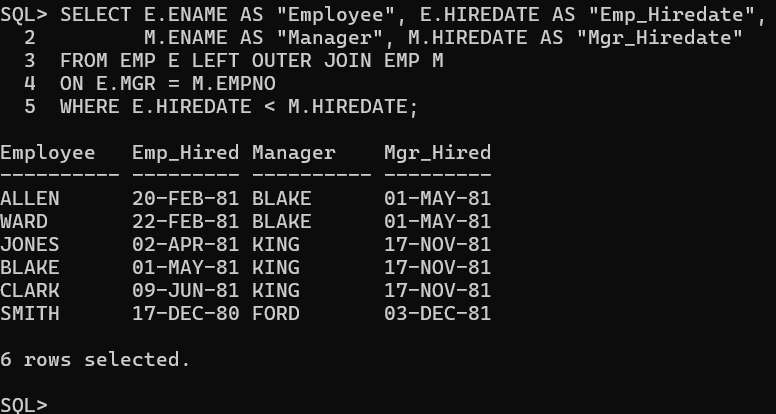 SQL> SELECT E.ENAME AS "Employee", E.HIREDATE AS "Emp_Hiredate",
  2         M.ENAME AS "Manager", M.HIREDATE AS "Mgr_Hiredate"
  3  FROM EMP E LEFT OUTER JOIN EMP M
  4  ON E.MGR = M.EMPNO
  5  WHERE E.HIREDATE < M.HIREDATE;

Employee   Emp_Hired Manager    Mgr_Hired
---------- --------- ---------- ---------
ALLEN      20-FEB-81 BLAKE      01-MAY-81
WARD       22-FEB-81 BLAKE      01-MAY-81
JONES      02-APR-81 KING       17-NOV-81
BLAKE      01-MAY-81 KING       17-NOV-81
CLARK      09-JUN-81 KING       17-NOV-81
SMITH      17-DEC-80 FORD       03-DEC-81

6 rows selected.

SQL>